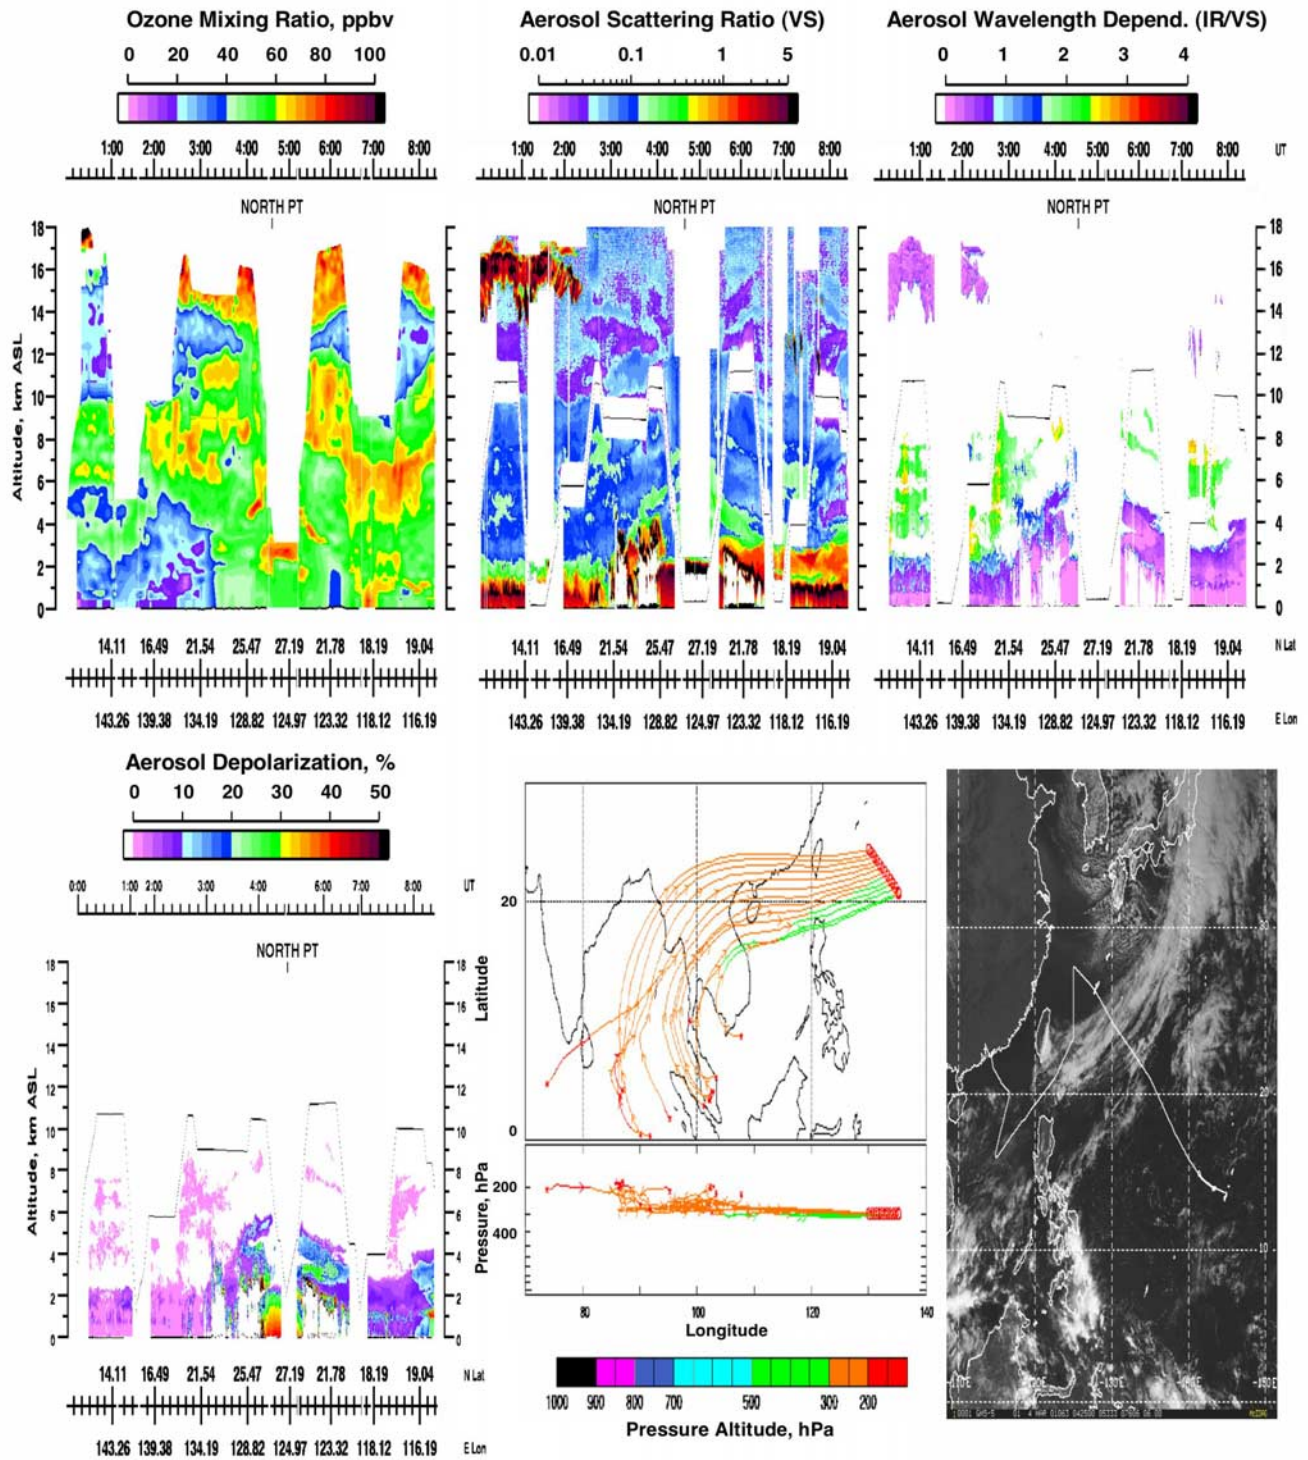 Ozone Mixing Ratio, ppbv
0 20 40 60 80 100
1:00 2:00 3:00 4:00 5:00 6:00 7:00 8:00
NORTH PT
Altitude, km ASL
18
16
14
12
10
8
6
4
2
0
14.11 16.49 21.54 25.47 27.19 21.78 18.19 19.04
143.26 139.38 134.19 128.82 124.97 123.32 118.12 116.19
Aerosol Scattering Ratio (VS)
0.01 0.1 1 5
1:00 2:00 3:00 4:00 5:00 6:00 7:00 8:00
NORTH PT
14.11 16.49 21.54 25.47 27.19 21.78 18.19 19.04
143.26 139.38 134.19 128.82 124.97 123.32 118.12 116.19
Aerosol Wavelength Depend. (IR/VS)
0 1 2 3 4
1:00 2:00 3:00 4:00 5:00 6:00 7:00 8:00 UT
NORTH PT
18
16
14
12
10
8
6
4
2
0
14.11 16.49 21.54 25.47 27.19 21.78 18.19 19.04 N Lat
143.26 139.38 134.19 128.82 124.97 123.32 118.12 116.19 E Lon
Aerosol Depolarization, %
0 10 20 30 40 50
0:00 1:00 2:00 3:00 4:00 6:00 7:00 8:00 UT
NORTH PT
Altitude, km ASL
18
16
14
12
10
8
6
4
2
0
18
16
14
12
10
8
6
4
2
0
14.11 16.49 21.54 25.47 27.19 21.78 18.19 19.04 N Lat
143.26 139.38 134.19 128.82 124.97 123.32 118.12 116.19 E Lon
Latitude
20
0
Pressure, hPa
200
400
80 100 120 140
Longitude
1000 900 800 700 500 300 200
Pressure Altitude, hPa